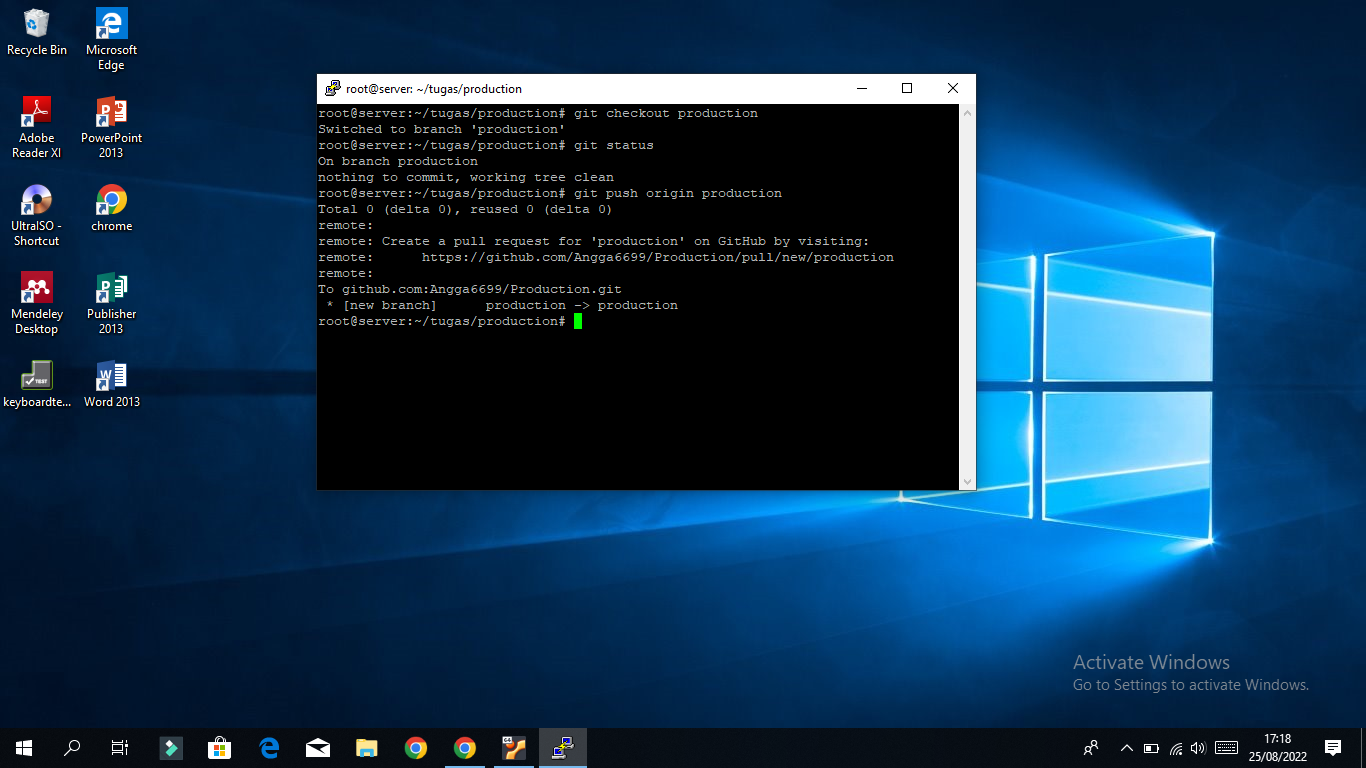 Recycle Bin
Microsoft
Edge
Adobe
Reader XI
PowerPoint
2013
UltraISO -
Shortcut
chrome
Mendeley
Desktop
Publisher
2013
keyboardte...
Word 2013
root@server: ~/tugas/production
root@server:~/tugas/production# git checkout production
Switched to branch 'production'
root@server:~/tugas/production# git status
On branch production
nothing to commit, working tree clean
root@server:~/tugas/production# git push origin production
Total 0 (delta 0), reused 0 (delta 0)
remote:
remote: Create a pull request for 'production' on GitHub by visiting:
remote:      https://github.com/Angga6699/Production/pull/new/production
remote:
To github.com:Angga6699/Production.git
 * [new branch]      production -> production
root@server:~/tugas/production#
Activate Windows
Go to Settings to activate Windows.
17:18
25/08/2022